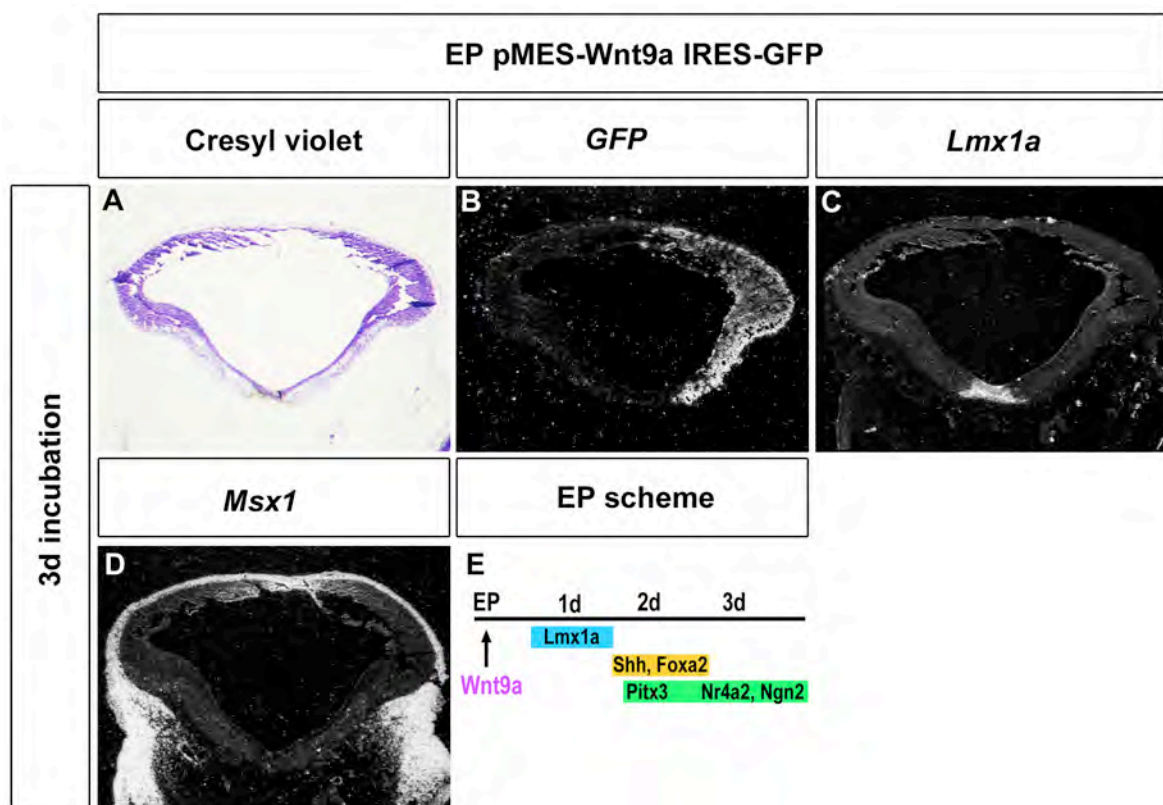 EP pMES-Wnt9a IRES-GFP
Cresyl violet
GFP
Lmx1a
3d incubation
A
B
C
Msx1
EP scheme
D
E
EP 1d 2d 3d
Lmx1a
Shh, Foxa2
Wnt9a
Pitx3 Nr4a2, Ngn2